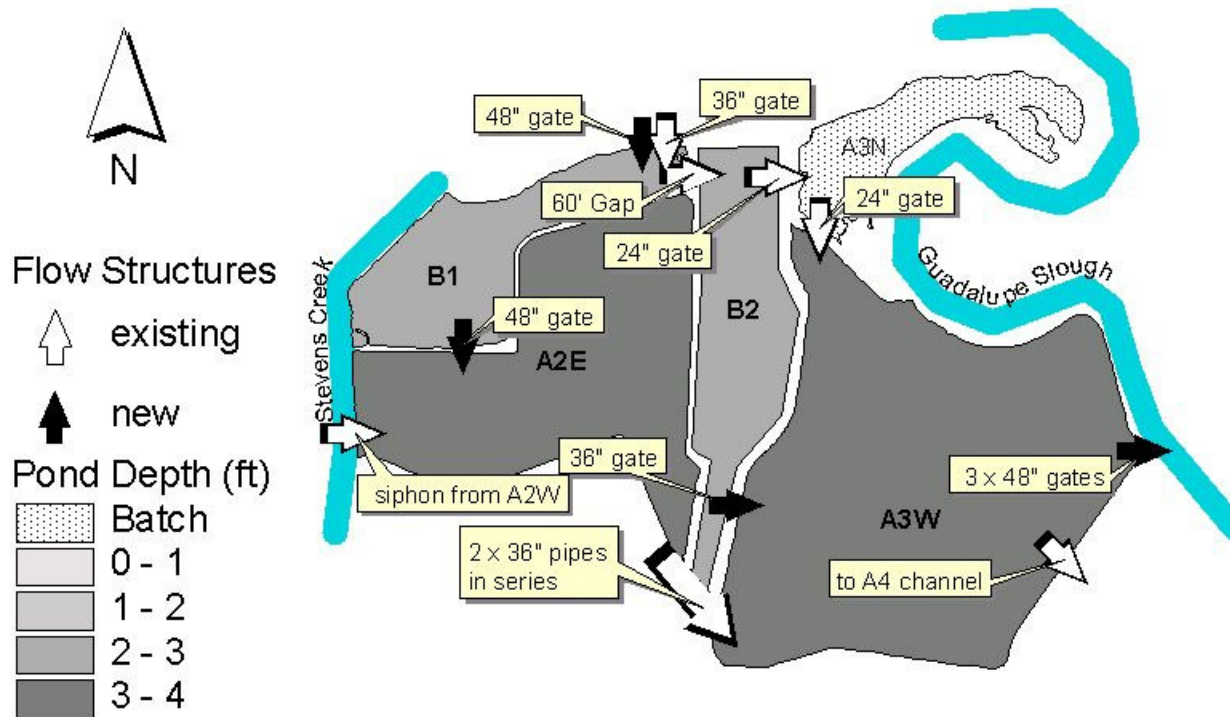 N
Flow Structures
existing
new
Pond Depth (ft)
Batch
0 - 1
1 - 2
2 - 3
3 - 4
48" gate
36" gate
A3N
60' Gap
24" gate
24" gate
B1
Stevens Creek
48" gate
A2E
B2
Guadalupe Slough
siphon from A2W
36" gate
3 x 48" gates
A3W
2 x 36" pipes
in series
to A4 channel